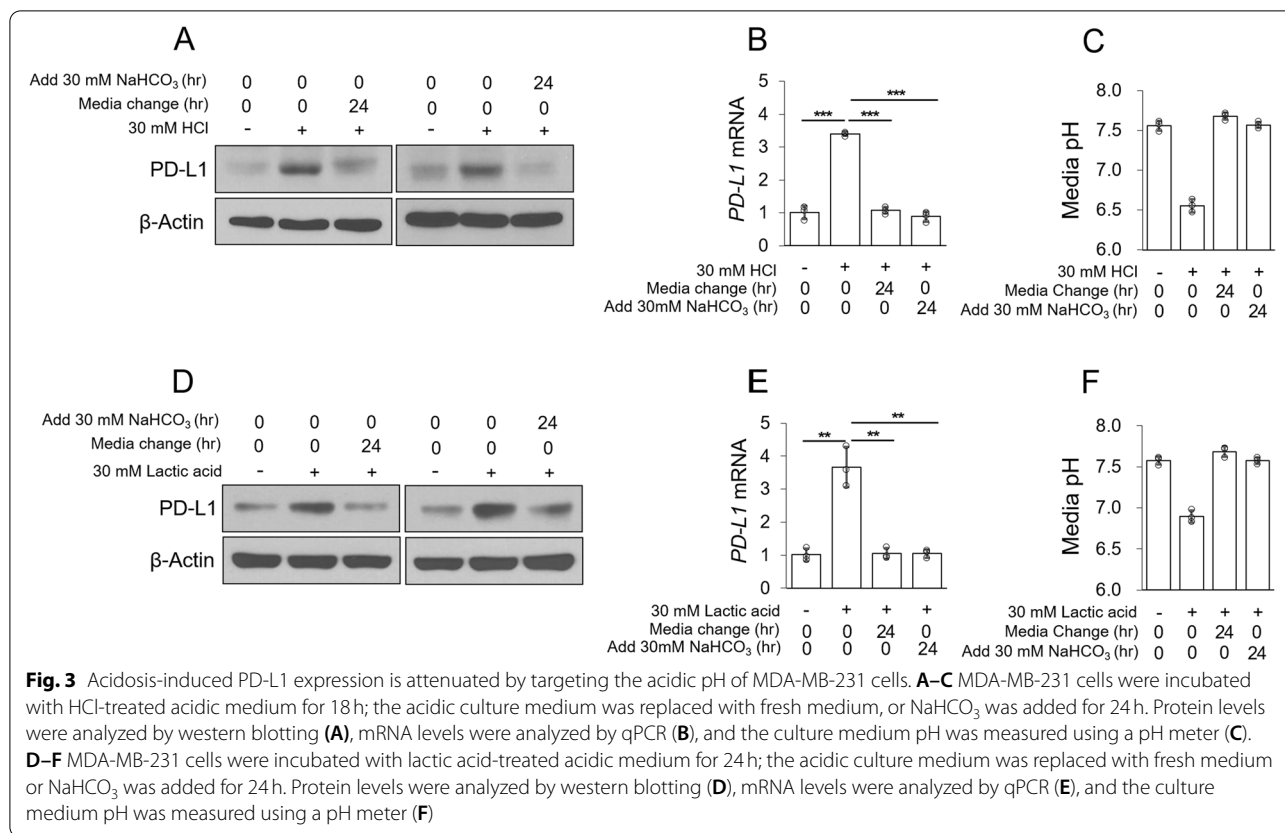 A
Add 30 mM NaHCO₃ (hr) 0 0 0 0 0 24
Media change (hr) 0 0 24 0 0 0
30 mM HCl - + + - + +
PD-L1
β-Actin
B
*** *** ***
PD-L1 mRNA
5
4
3
2
1
0
30 mM HCl - + + +
Media change (hr) 0 0 24 0
Add 30mM NaHCO₃ (hr) 0 0 0 24
C
Media pH
8.0
7.5
7.0
6.5
6.0
30 mM HCl - + + +
Media Change (hr) 0 0 24 0
Add 30 mM NaHCO₃ (hr) 0 0 0 24
D
Add 30 mM NaHCO₃ (hr) 0 0 0 0 0 24
Media change (hr) 0 0 24 0 0 0
30 mM Lactic acid - + + - + +
PD-L1
β-Actin
E
** ** **
PD-L1 mRNA
5
4
3
2
1
0
30 mM Lactic acid - + + +
Media Change (hr) 0 0 24 0
Add 30mM NaHCO₃ (hr) 0 0 0 24
F
Media pH
8.0
7.5
7.0
6.5
6.0
30 mM Lactic acid - + + +
Media Change (hr) 0 0 24 0
Add 30 mM NaHCO₃ (hr) 0 0 0 24
Fig. 3 Acidosis-induced PD-L1 expression is attenuated by targeting the acidic pH of MDA-MB-231 cells. A–C MDA-MB-231 cells were incubated
with HCl-treated acidic medium for 18 h; the acidic culture medium was replaced with fresh medium, or NaHCO₃ was added for 24 h. Protein levels
were analyzed by western blotting (A), mRNA levels were analyzed by qPCR (B), and the culture medium pH was measured using a pH meter (C).
D–F MDA-MB-231 cells were incubated with lactic acid-treated acidic medium for 24 h; the acidic culture medium was replaced with fresh medium
or NaHCO₃ was added for 24 h. Protein levels were analyzed by western blotting (D), mRNA levels were analyzed by qPCR (E), and the culture
medium pH was measured using a pH meter (F)